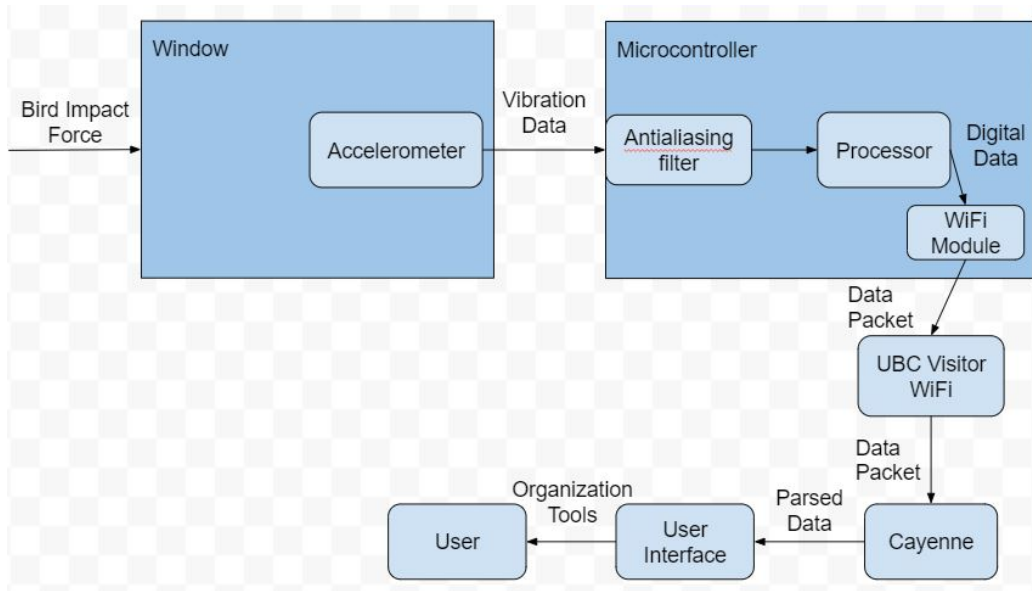 Window
Microcontroller
Bird Impact
Force
Accelerometer
Vibration
Data
Antialiasing
filter
Processor
Digital
Data
WiFi
Module
Data
Packet
UBC Visitor
WiFi
Data
Packet
Organization
Tools
Parsed
Data
User
User
Interface
Cayenne